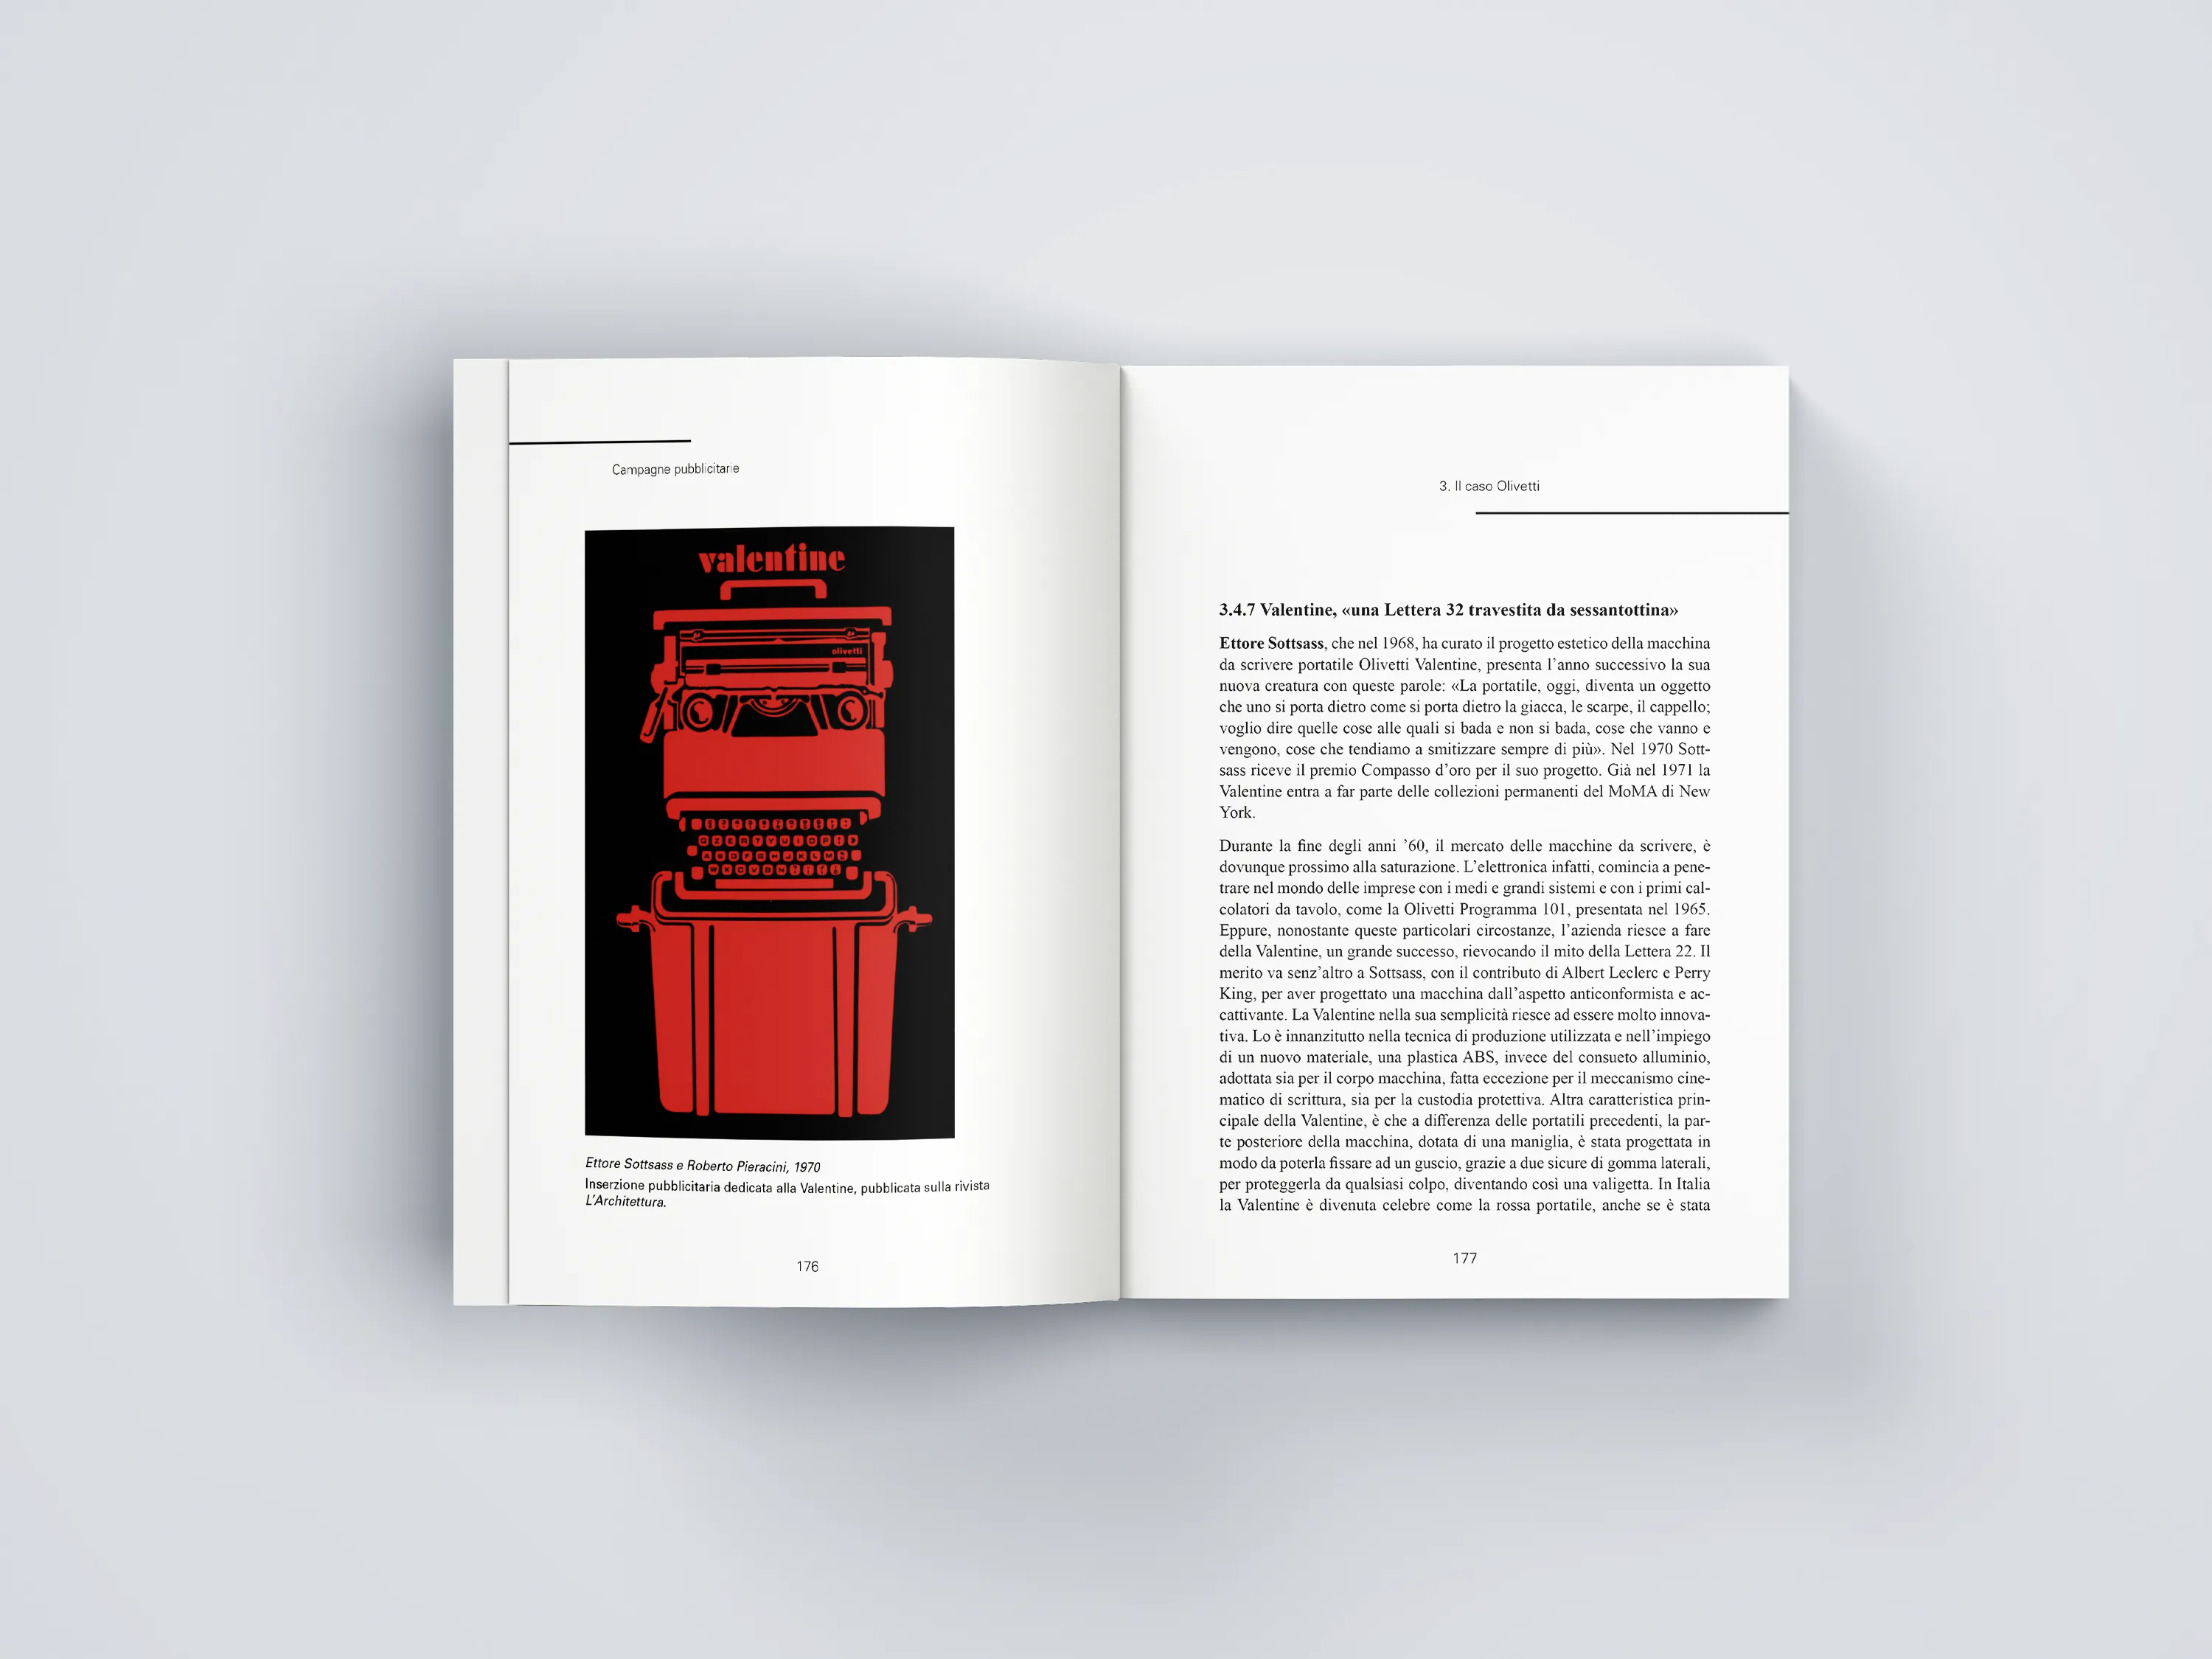 Campagne pubblicitarie
valentine
olivetti
Ettore Sottsass e Roberto Pieracini, 1970
Inserzione pubblicitaria dedicata alla Valentine, pubblicata sulla rivista
L'Architettura.
176
3. Il caso Olivetti
3.4.7 Valentine, «una Lettera 32 travestita da sessantottina»
Ettore Sottsass, che nel 1968, ha curato il progetto estetico della macchina
da scrivere portatile Olivetti Valentine, presenta l'anno successivo la sua
nuova creatura con queste parole: «La portatile, oggi, diventa un oggetto
che uno si porta dietro come si porta dietro la giacca, le scarpe, il cappello;
voglio dire quelle cose alle quali si bada e non si bada, cose che vanno e
vengono, cose che tendiamo a smitizzare sempre di più». Nel 1970 Sott-
sass riceve il premio Compasso d'oro per il suo progetto. Già nel 1971 la
Valentine entra a far parte delle collezioni permanenti del MoMA di New
York.
Durante la fine degli anni '60, il mercato delle macchine da scrivere, è
dovunque prossimo alla saturazione. L'elettronica infatti, comincia a pene-
trare nel mondo delle imprese con i medi e grandi sistemi e con i primi cal-
colatori da tavolo, come la Olivetti Programma 101, presentata nel 1965.
Eppure, nonostante queste particolari circostanze, l'azienda riesce a fare
della Valentine, un grande successo, rievocando il mito della Lettera 22. Il
merito va senz'altro a Sottsass, con il contributo di Albert Leclerc e Perry
King, per aver progettato una macchina dall'aspetto anticonformista e ac-
cattivante. La Valentine nella sua semplicità riesce ad essere molto innova-
tiva. Lo è innanzitutto nella tecnica di produzione utilizzata e nell'impiego
di un nuovo materiale, una plastica ABS, invece del consueto alluminio,
adottata sia per il corpo macchina, fatta eccezione per il meccanismo cine-
matico di scrittura, sia per la custodia protettiva. Altra caratteristica prin-
cipale della Valentine, è che a differenza delle portatili precedenti, la par-
te posteriore della macchina, dotata di una maniglia, è stata progettata in
modo da poterla fissare ad un guscio, grazie a due sicure di gomma laterali,
per proteggerla da qualsiasi colpo, diventando così una valigetta. In Italia
la Valentine è divenuta celebre come la rossa portatile, anche se è stata
177